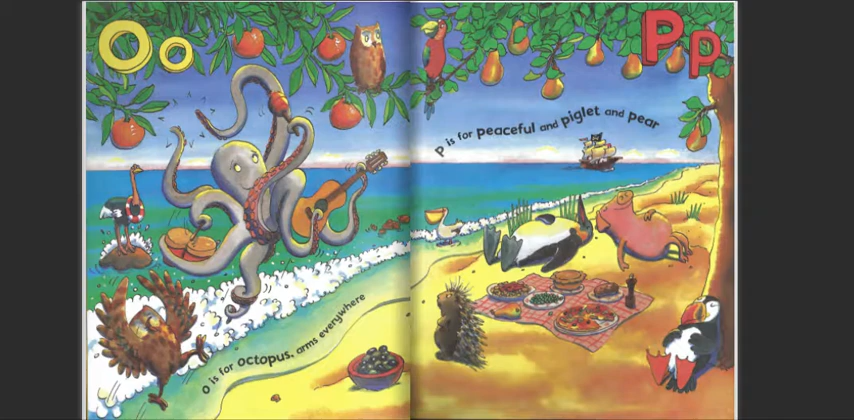 Oo
O is for octopus, arms everywhere
Pp
P is for peaceful and piglet and pear